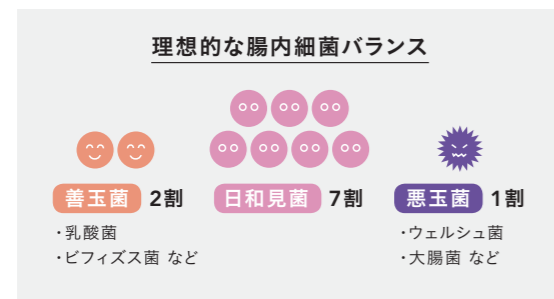 理想的な腸内細菌バランス
善玉菌 2割
・乳酸菌
・ビフィズス菌 など
日和見菌 7割
悪玉菌 1割
・ウェルシュ菌
・大腸菌 など